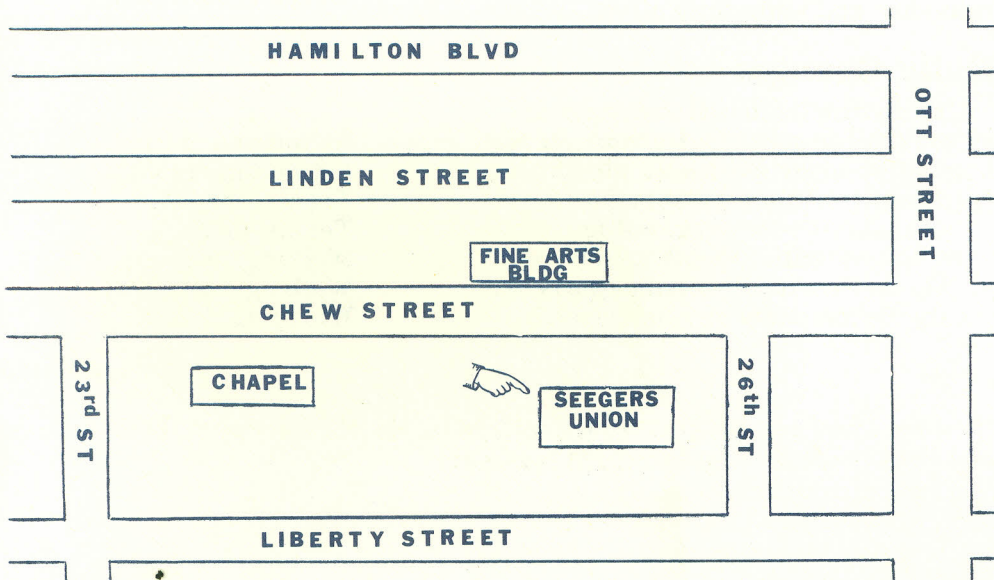 HAMILTON BLVD
OTT STREET
LINDEN STREET
FINE ARTS
BLDG
CHEW STREET
23rd ST
CHAPEL
SEEGERS
UNION
26th ST
LIBERTY STREET